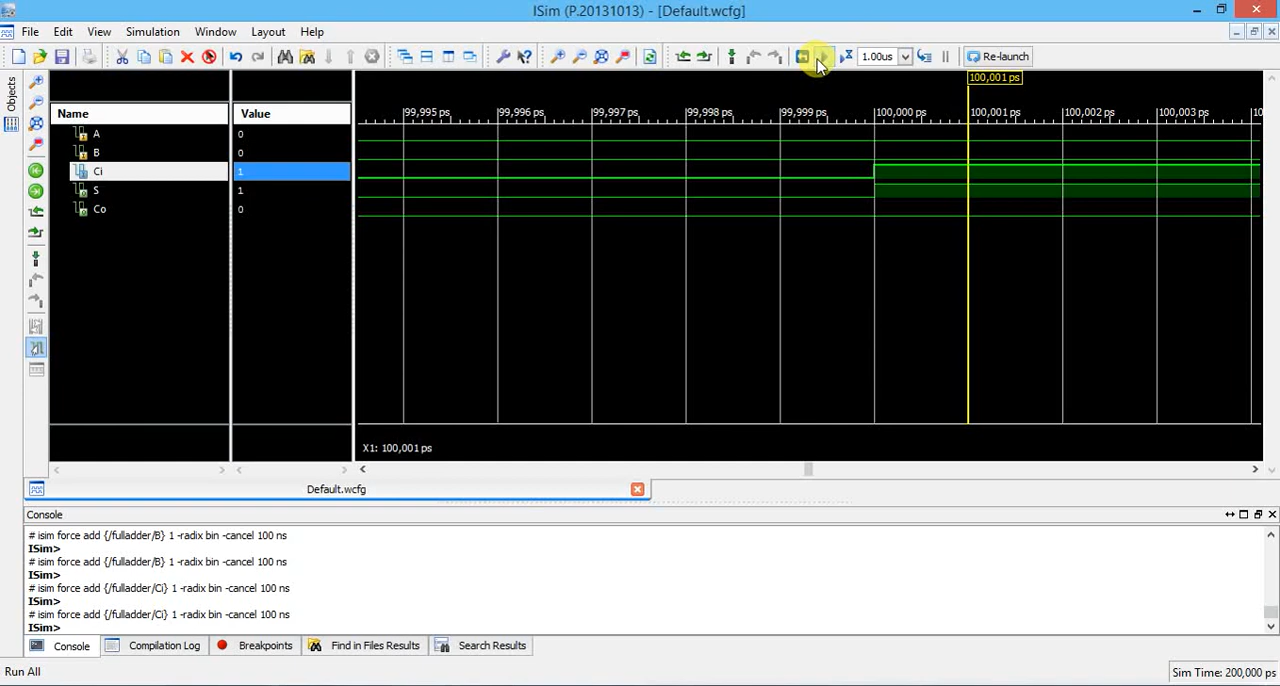 ISim (P.20131013) - [Default.wcfg]
File Edit View Simulation Window Layout Help
1.00us Re-launch
Objects
100,001 ps
Name Value
99,995 ps 99,996 ps 99,997 ps 99,998 ps 99,999 ps 100,000 ps 100,001 ps 100,002 ps 100,003 ps 10
A 0
B 0
Ci 1
S 1
Co 0
X1: 100,001 ps
Default.wcfg
Console
# isim force add {/fulladder/B} 1 -radix bin -cancel 100 ns
ISim>
# isim force add {/fulladder/B} 1 -radix bin -cancel 100 ns
ISim>
# isim force add {/fulladder/Ci} 1 -radix bin -cancel 100 ns
ISim>
# isim force add {/fulladder/Ci} 1 -radix bin -cancel 100 ns
ISim>
Console Compilation Log Breakpoints Find in Files Results Search Results
Run All Sim Time: 200,000 ps